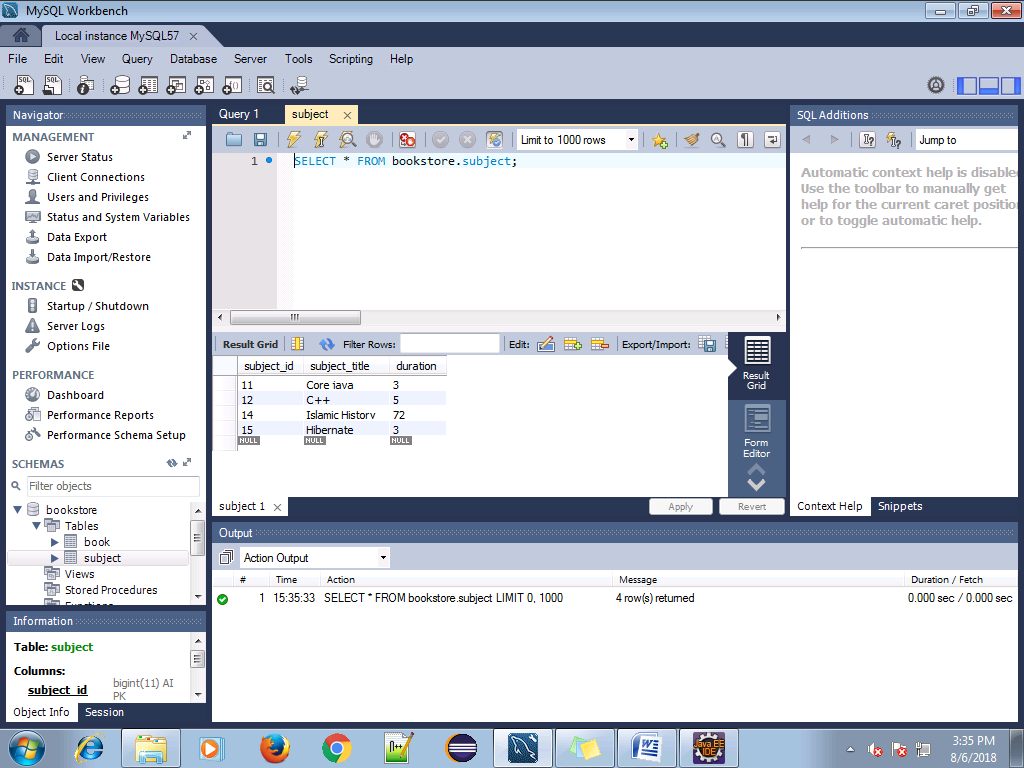 MySQL Workbench
Local instance MySQL57
File Edit View Query Database Server Tools Scripting Help
Navigator
MANAGEMENT
Server Status
Client Connections
Users and Privileges
Status and System Variables
Data Export
Data Import/Restore
INSTANCE
Startup / Shutdown
Server Logs
Options File
PERFORMANCE
Dashboard
Performance Reports
Performance Schema Setup
SCHEMAS
Filter objects
bookstore
Tables
book
subject
Views
Stored Procedures
Functions
Information
Table: subject
Columns:
subject_id bigint(11) AI
PK
Object Info Session
Query 1 subject
Limit to 1000 rows
1 SELECT * FROM bookstore.subject;
Result Grid Filter Rows: Edit: Export/Import:
subject_id subject_title duration
11 Core java 3
12 C++ 5
14 Islamic History 72
15 Hibernate 3
NULL NULL NULL
Result
Grid
Form
Editor
subject 1 Apply Revert
SQL Additions
Jump to
Automatic context help is disabled
Use the toolbar to manually get
help for the current caret position
or to toggle automatic help.
Context Help Snippets
Output
Action Output
# Time Action Message Duration / Fetch
1 15:35:33 SELECT * FROM bookstore.subject LIMIT 0, 1000 4 row(s) returned 0.000 sec / 0.000 sec
Java EE
IDE
3:35 PM
8/6/2018